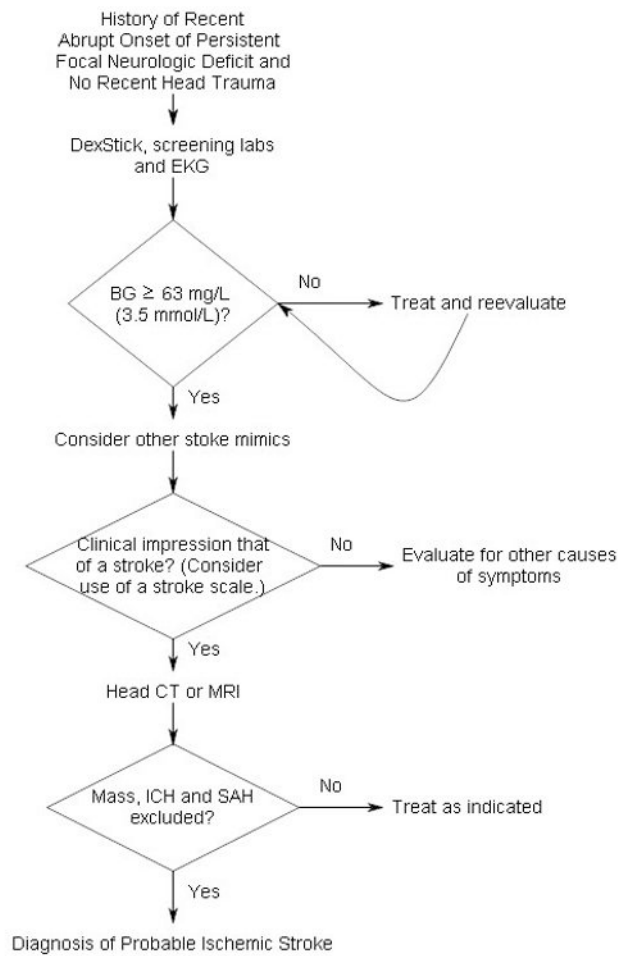 History of Recent
Abrupt Onset of Persistent
Focal Neurologic Deficit and
No Recent Head Trauma
DexStick, screening labs
and EKG
BG ≥ 63 mg/L
(3.5 mmol/L)?
No
Treat and reevaluate
Yes
Consider other stoke mimics
Clinical impression that
of a stroke? (Consider
use of a stroke scale.)
No
Evaluate for other causes
of symptoms
Yes
Head CT or MRI
Mass, ICH and SAH
excluded?
No
Treat as indicated
Yes
Diagnosis of Probable Ischemic Stroke